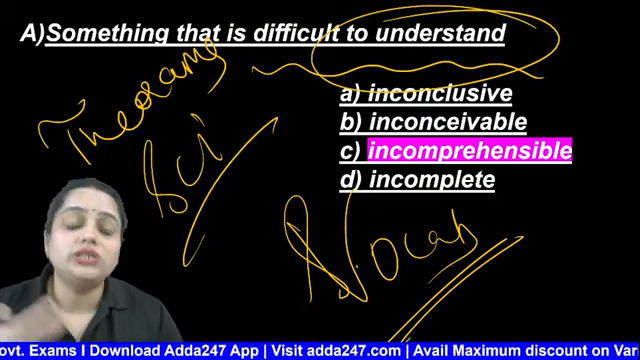 A)Something that is difficult to understand
a) inconclusive
b) inconceivable
c) incomprehensible
d) incomplete
Theorems
Sci
Vocab
ovt. Exams I Download Adda247 App | Visit adda247.com | Avail Maximum discount on Var